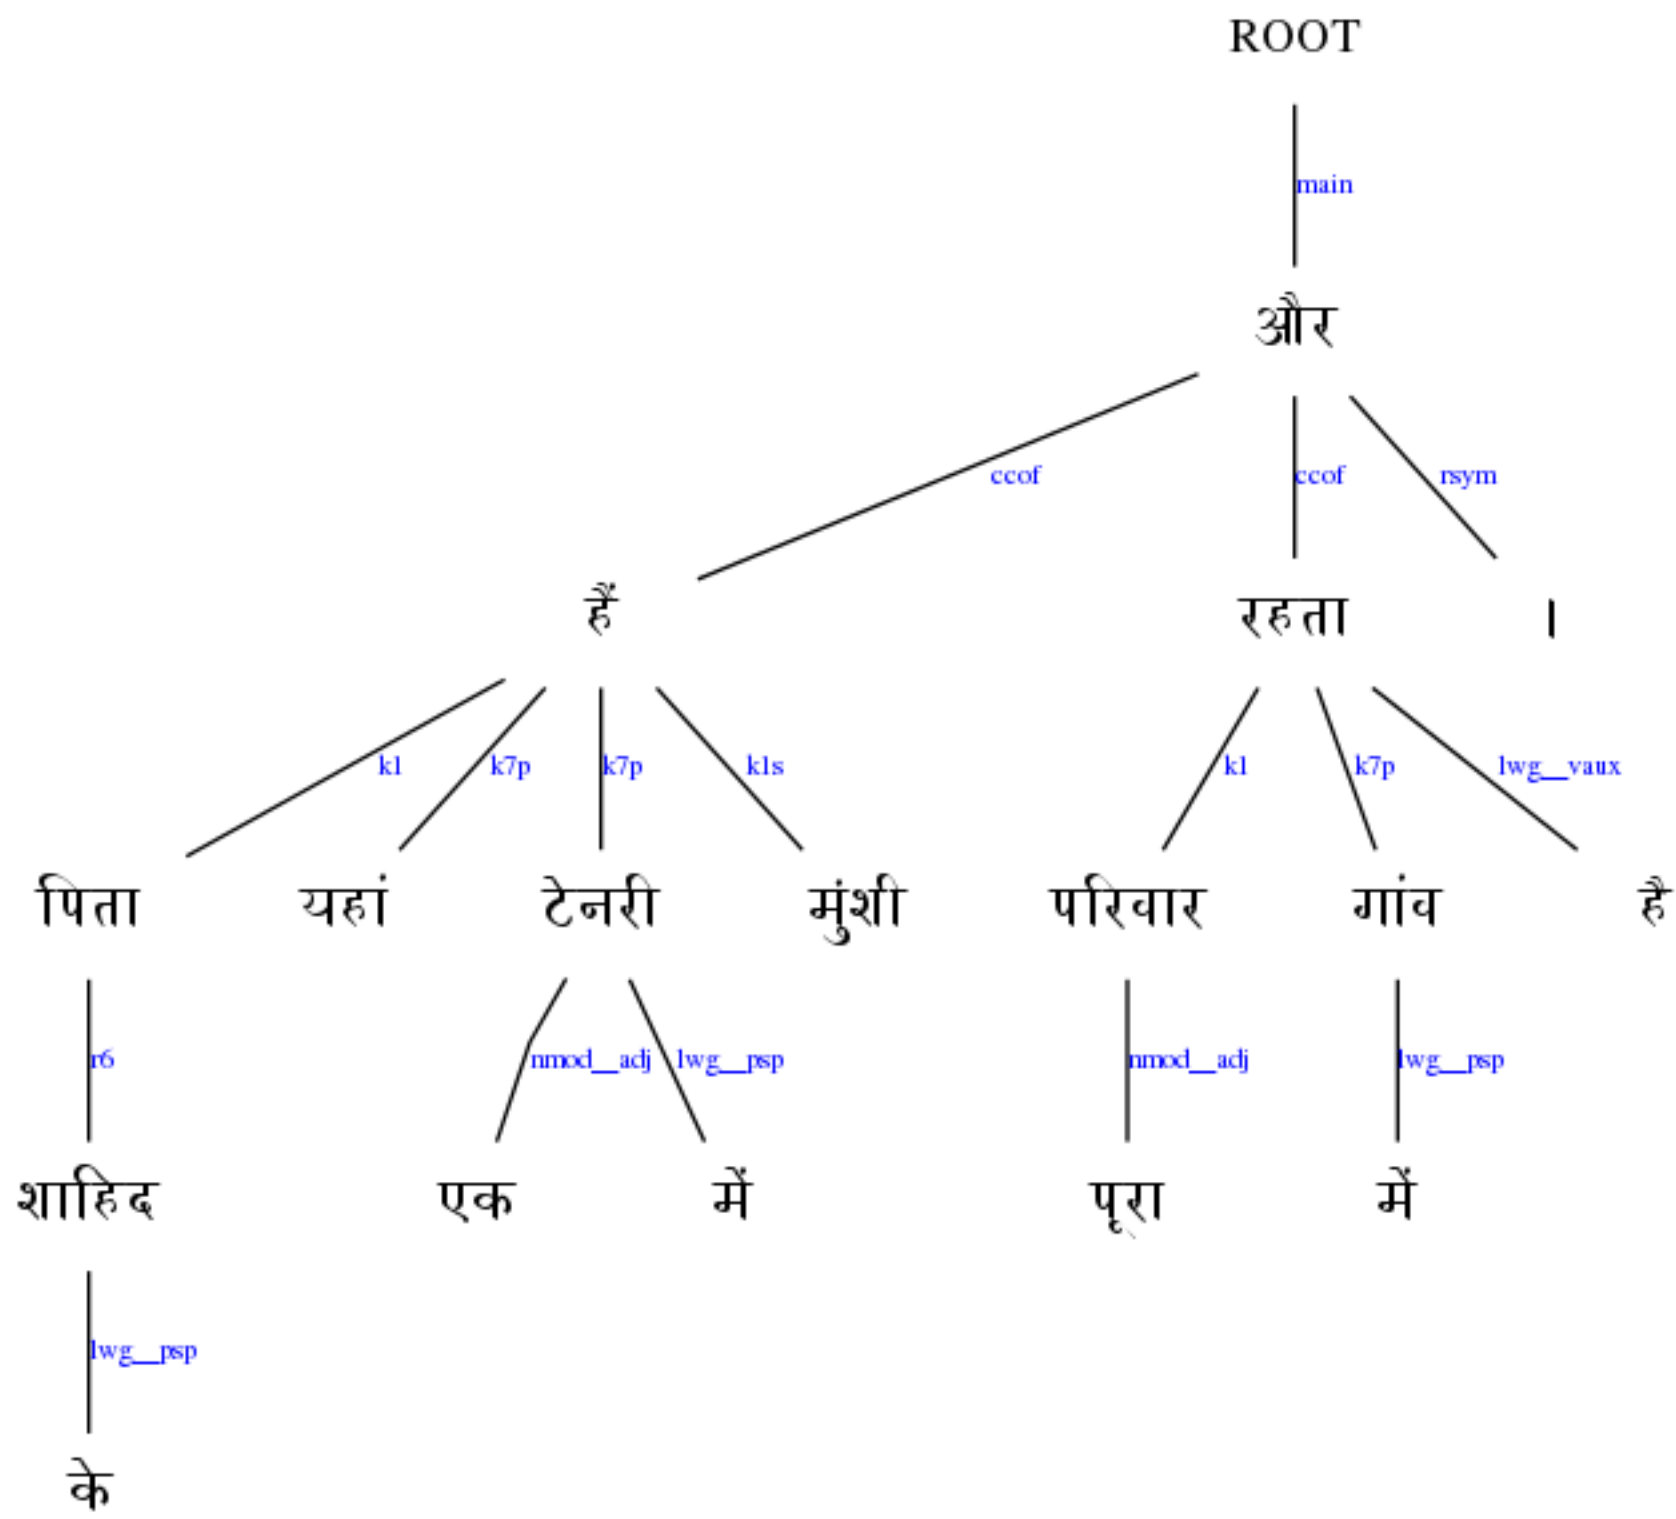 ROOT
main
और
ccof ccof rsym
हैं रहता ।
k1 k7p k7p k1s k1 k7p lwg__vaux
पिता यहां टेनरी मुंशी परिवार गांव है
r6 nmod__adj lwg__psp nmod__adj lwg__psp
शाहिद एक में पूरा में
lwg__psp
के